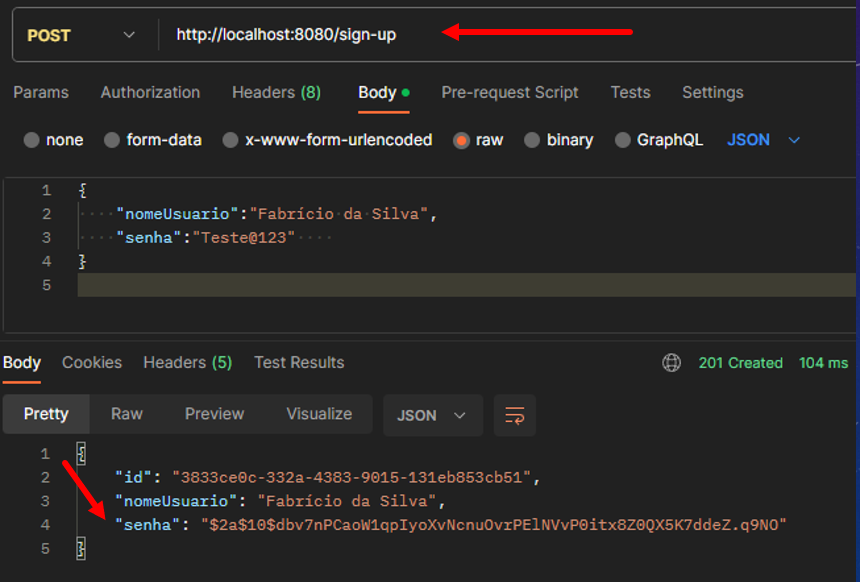 POST http://localhost:8080/sign-up
Params Authorization Headers (8) Body Pre-request Script Tests Settings
none form-data x-www-form-urlencoded raw binary GraphQL JSON
1 {
2 ····"nomeUsuario":"Fabrício·da·Silva",
3 ····"senha":"Teste@123"····
4 }
5
Body Cookies Headers (5) Test Results 201 Created 104 ms
Pretty Raw Preview Visualize JSON
1 {
2 "id": "3833ce0c-332a-4383-9015-131eb853cb51",
3 "nomeUsuario": "Fabrício da Silva",
4 "senha": "$2a$10$dbv7nPCaoW1qpIyoXvNcnuOvrPElNVvP0itx8Z0QX5K7ddeZ.q9NO"
5 }